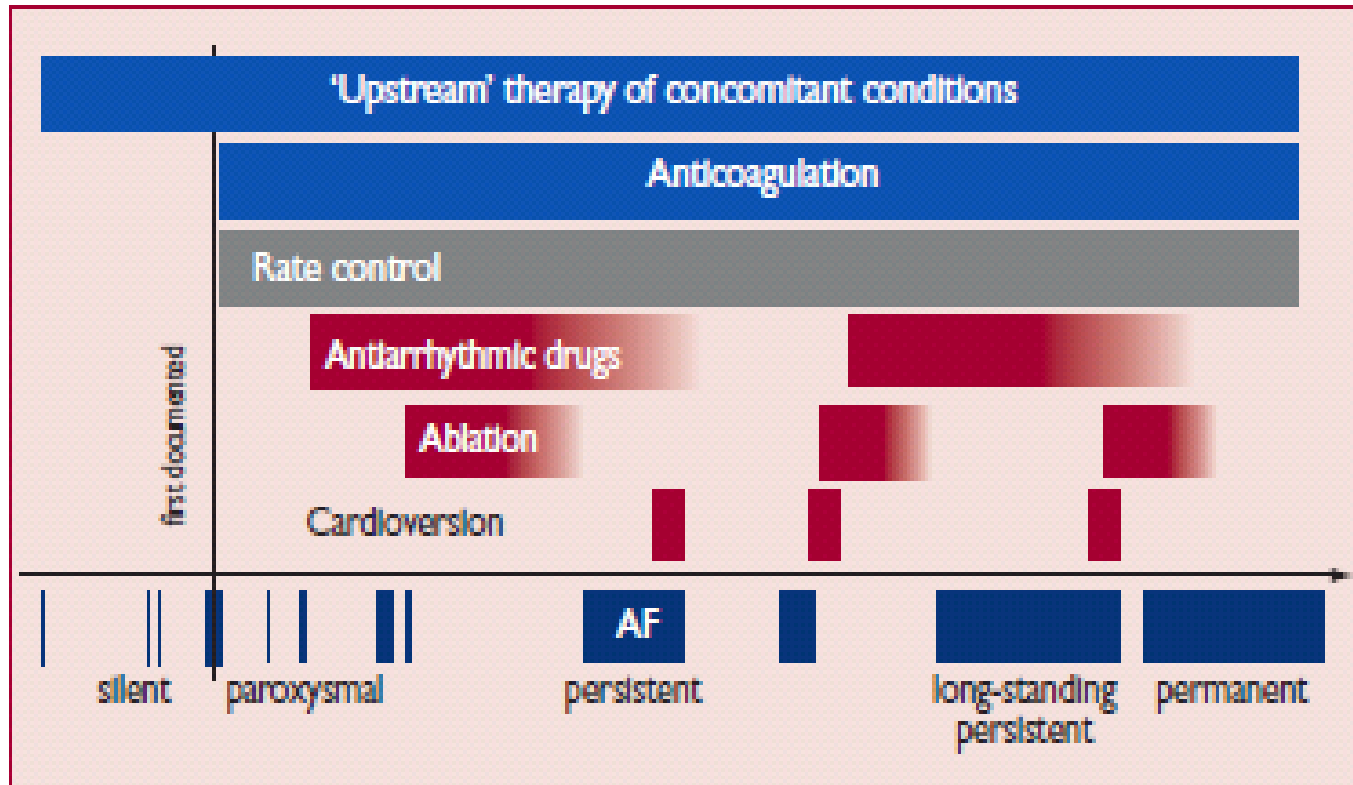 'Upstream' therapy of concomitant conditions
Anticoagulation
Rate control
first documented
Antiarrhythmic drugs
Ablation
Cardioversion
AF
silent
paroxysmal
persistent
long-standing
persistent
permanent